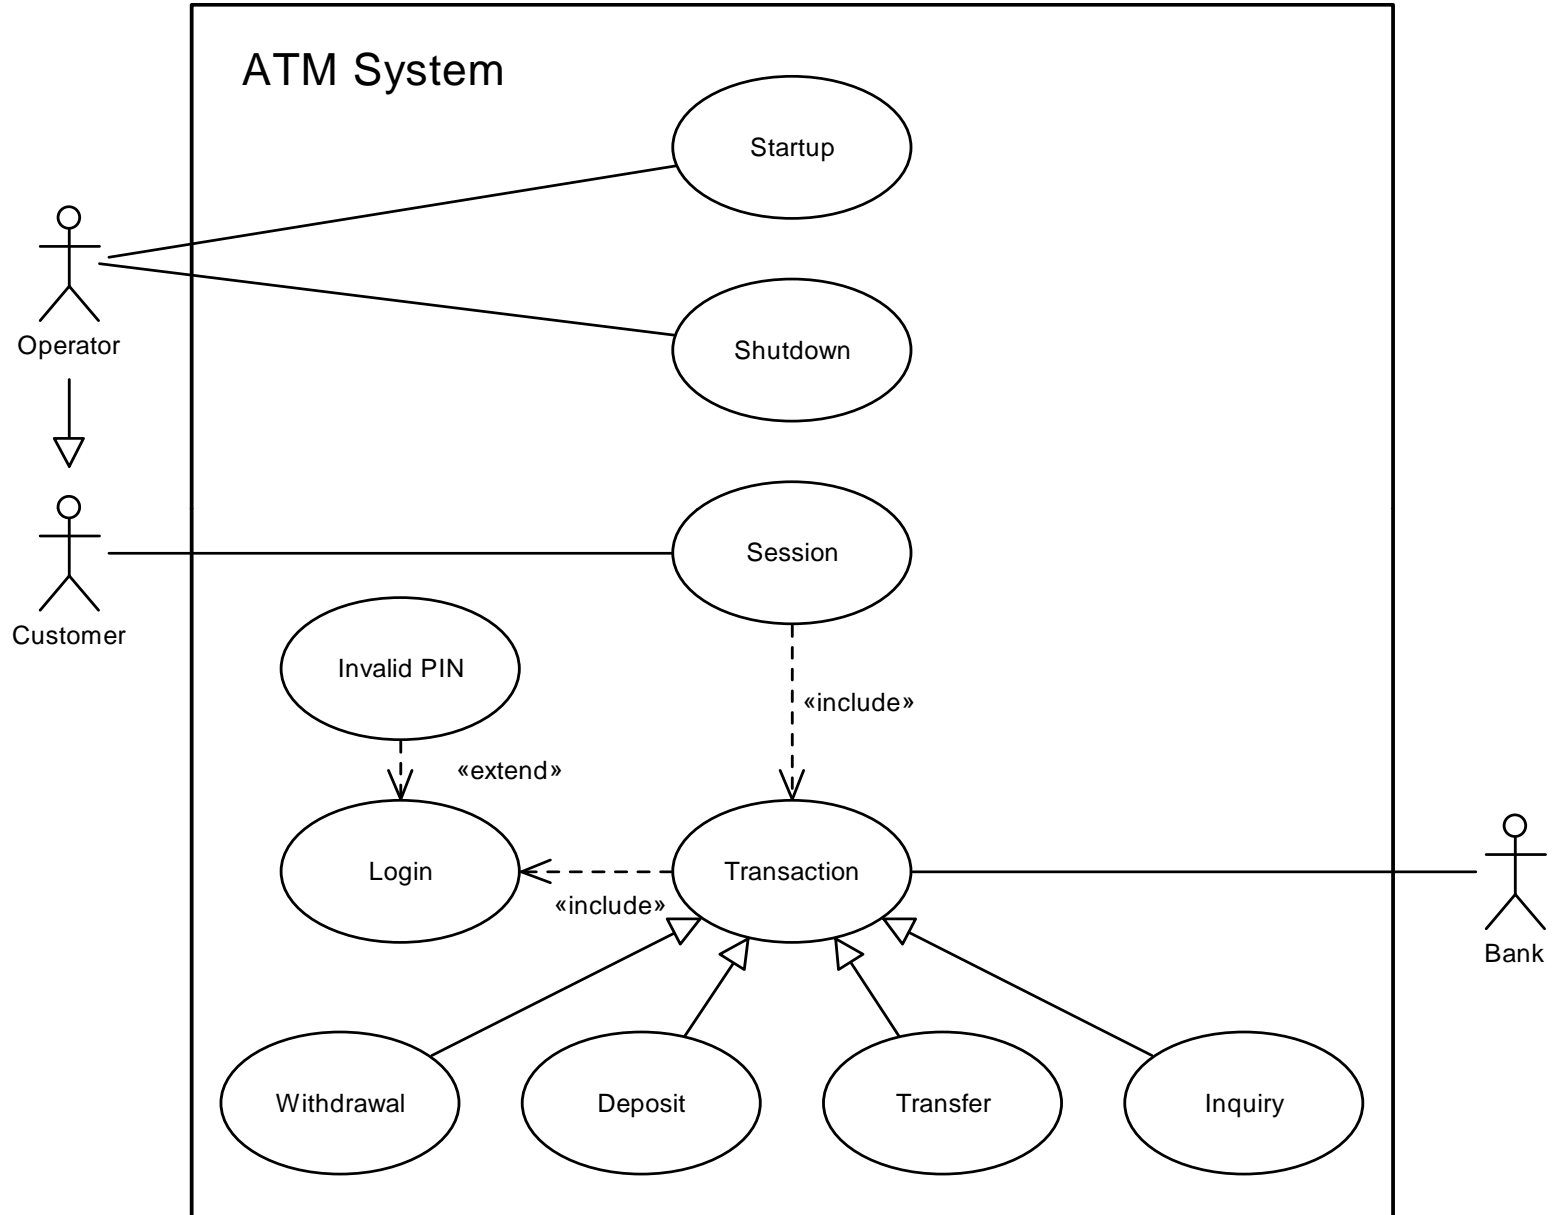 ATM System
Startup
Operator
Shutdown
Session
Customer
Invalid PIN
«include»
«extend»
Login
Transaction
«include»
Bank
Withdrawal
Deposit
Transfer
Inquiry